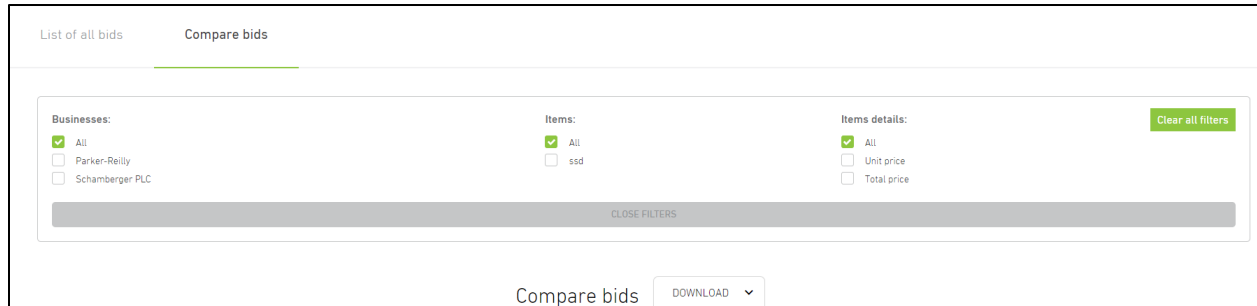 List of all bids
Compare bids
Businesses:
All
Parker-Reilly
Schamberger PLC
Items:
All
ssd
Items details:
All
Unit price
Total price
Clear all filters
CLOSE FILTERS
Compare bids
DOWNLOAD